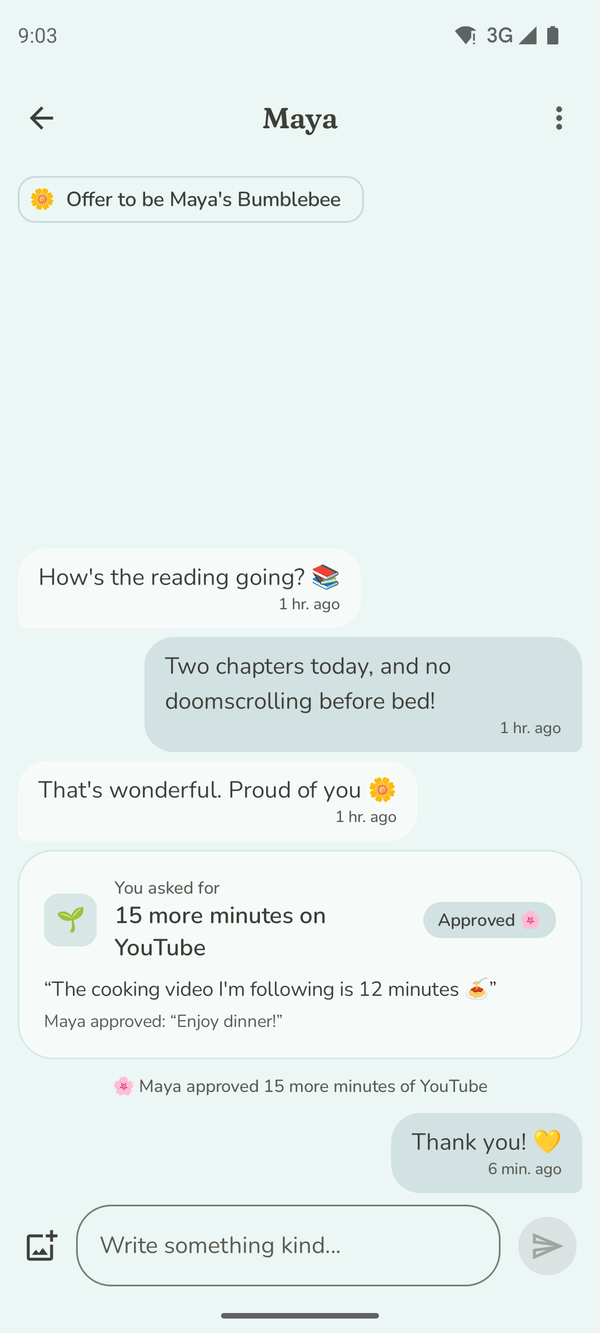 9:03
3G
Maya
🌼 Offer to be Maya's Bumblebee
How's the reading going? 📚
1 hr. ago
Two chapters today, and no
doomscrolling before bed!
1 hr. ago
That's wonderful. Proud of you 🌼
1 hr. ago
You asked for
15 more minutes on
YouTube
Approved 🌸
“The cooking video I'm following is 12 minutes 🍝”
Maya approved: “Enjoy dinner!”
🌸 Maya approved 15 more minutes of YouTube
Thank you! 💛
6 min. ago
Write something kind...